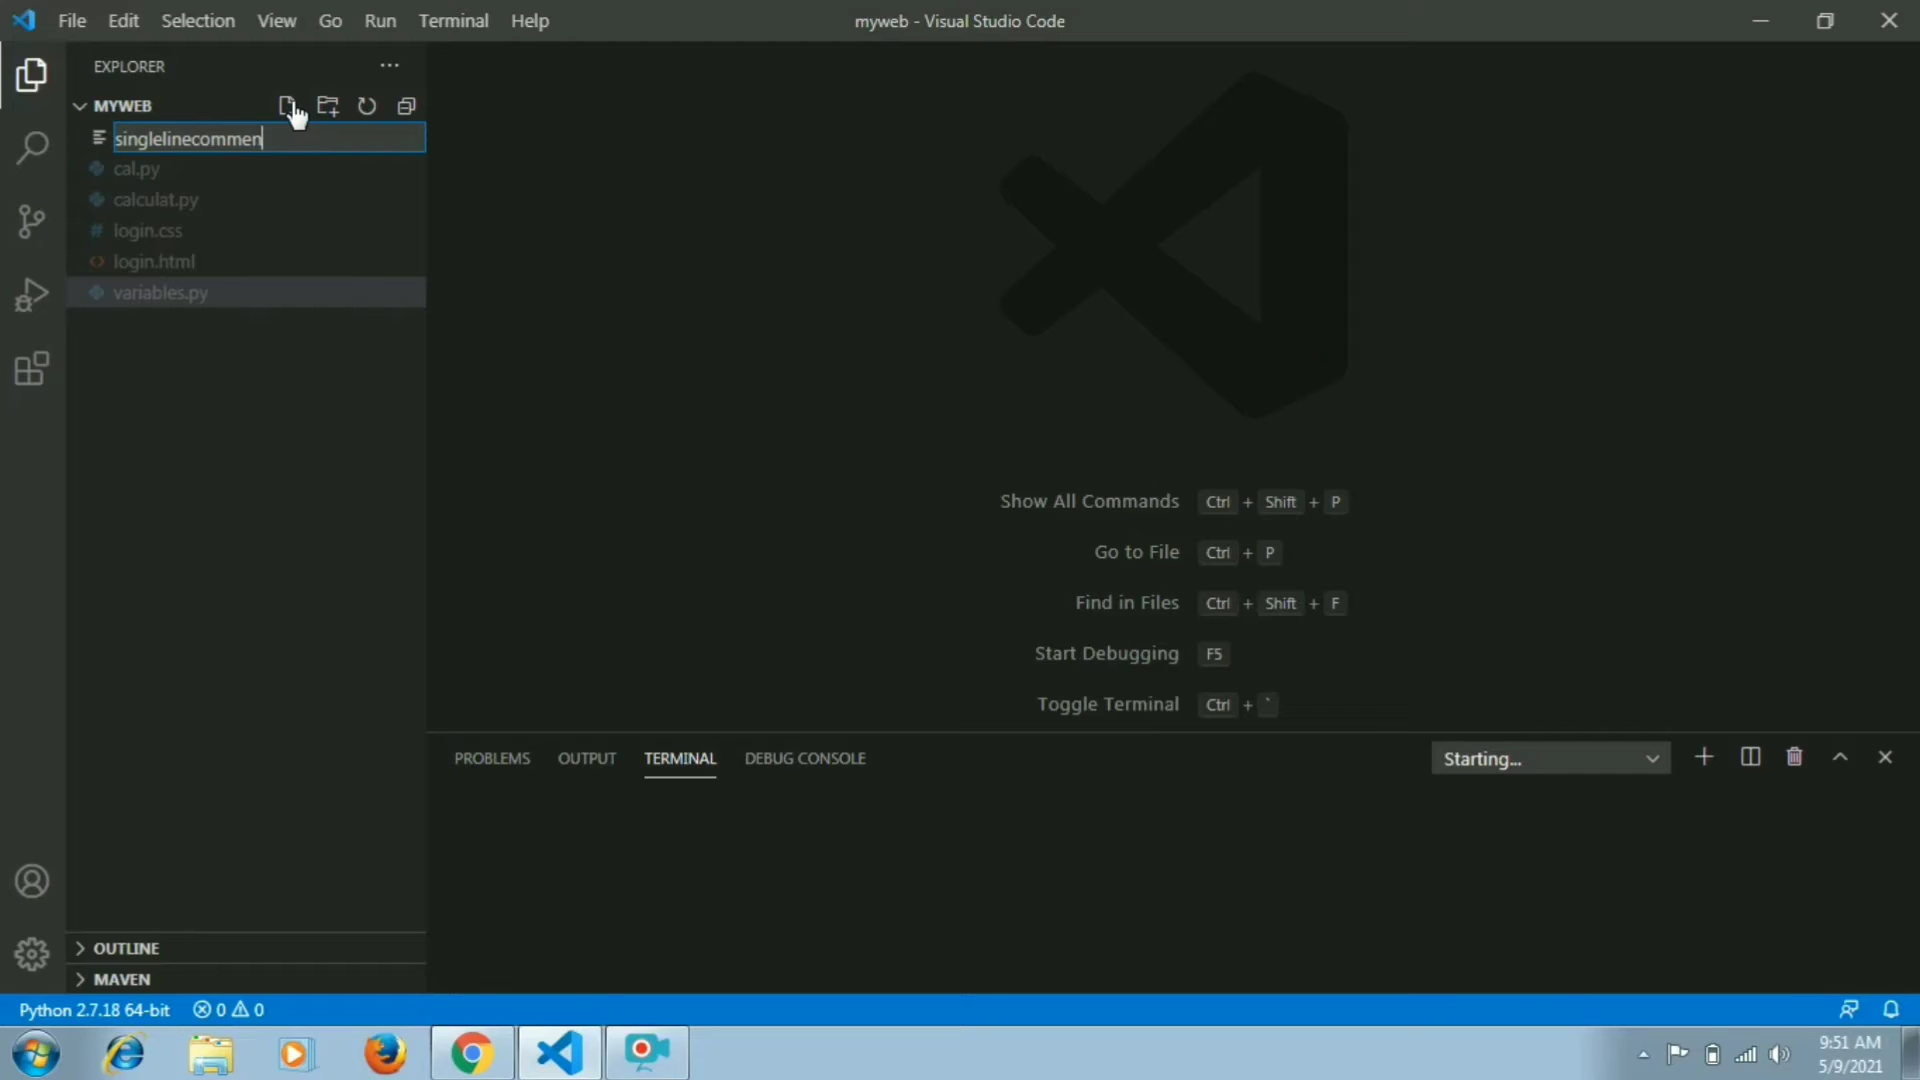 File Edit Selection View Go Run Terminal Help
myweb - Visual Studio Code
EXPLORER
MYWEB
singlelinecommen
cal.py
calculat.py
# login.css
<> login.html
variables.py
Show All Commands Ctrl + Shift + P
Go to File Ctrl + P
Find in Files Ctrl + Shift + F
Start Debugging F5
Toggle Terminal Ctrl + `
PROBLEMS OUTPUT TERMINAL DEBUG CONSOLE
Starting...
OUTLINE
MAVEN
Python 2.7.18 64-bit 0 0
9:51 AM
5/9/2021